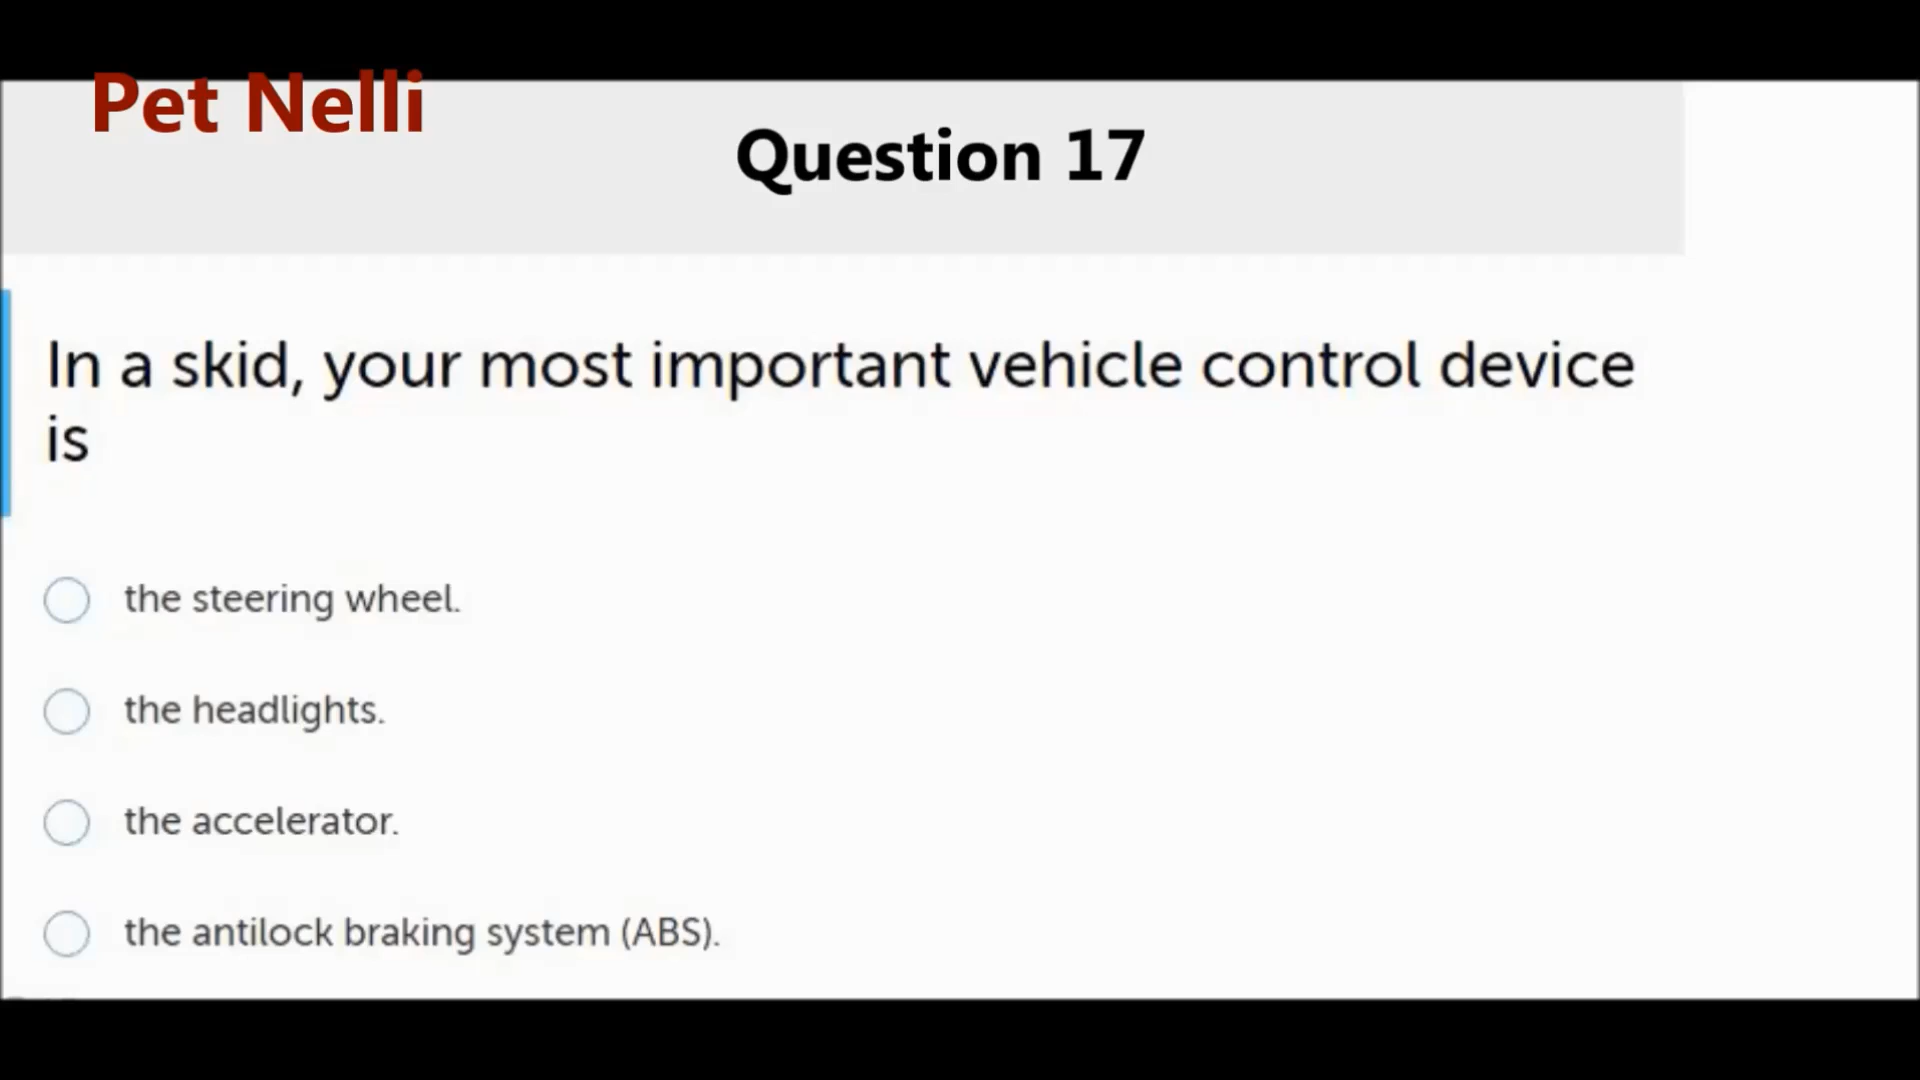 Pet Nelli
Question 17
In a skid, your most important vehicle control device
is
the steering wheel.
the headlights.
the accelerator.
the antilock braking system (ABS).